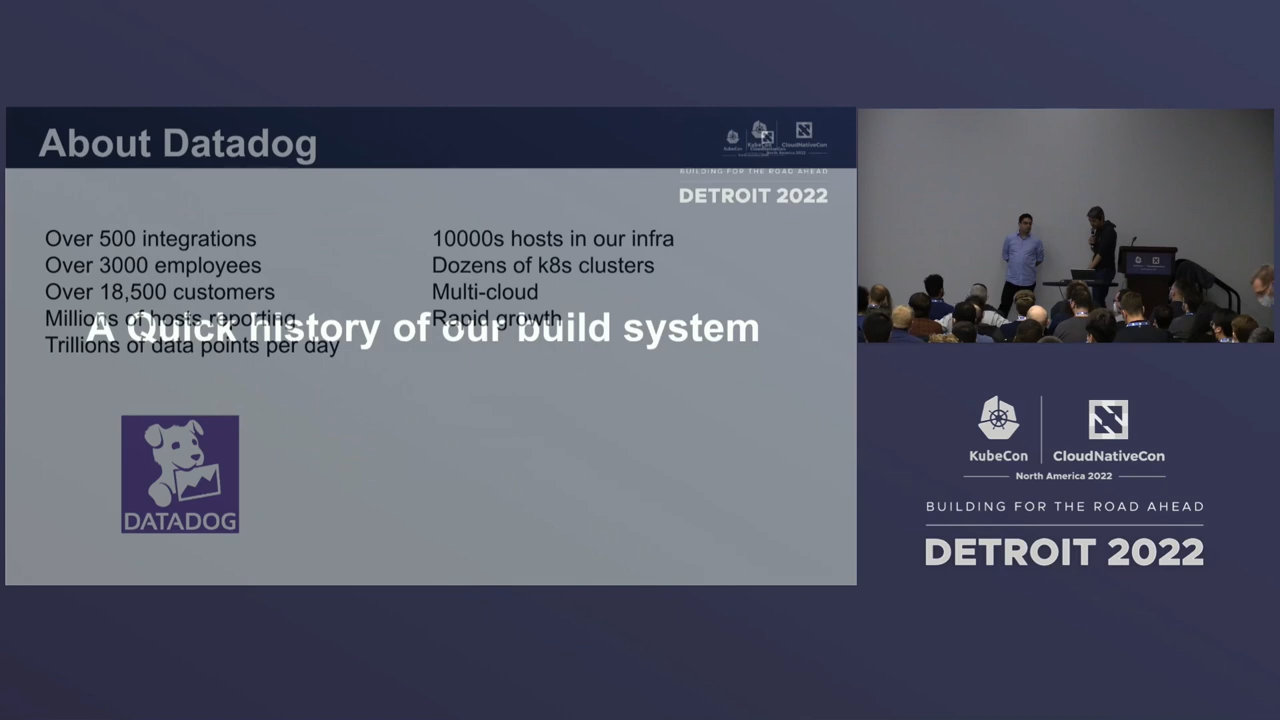 About Datadog
KubeCon
CloudNativeCon
BUILDING FOR THE ROAD AHEAD
DETROIT 2022
Over 500 integrations
Over 3000 employees
Over 18,500 customers
Millions of hosts reporting
Trillions of data points per day
10000s hosts in our infra
Dozens of k8s clusters
Multi-cloud
Rapid growth
A Quick history of our build system
DATADOG
KubeCon
CloudNativeCon
North America 2022
BUILDING FOR THE ROAD AHEAD
DETROIT 2022